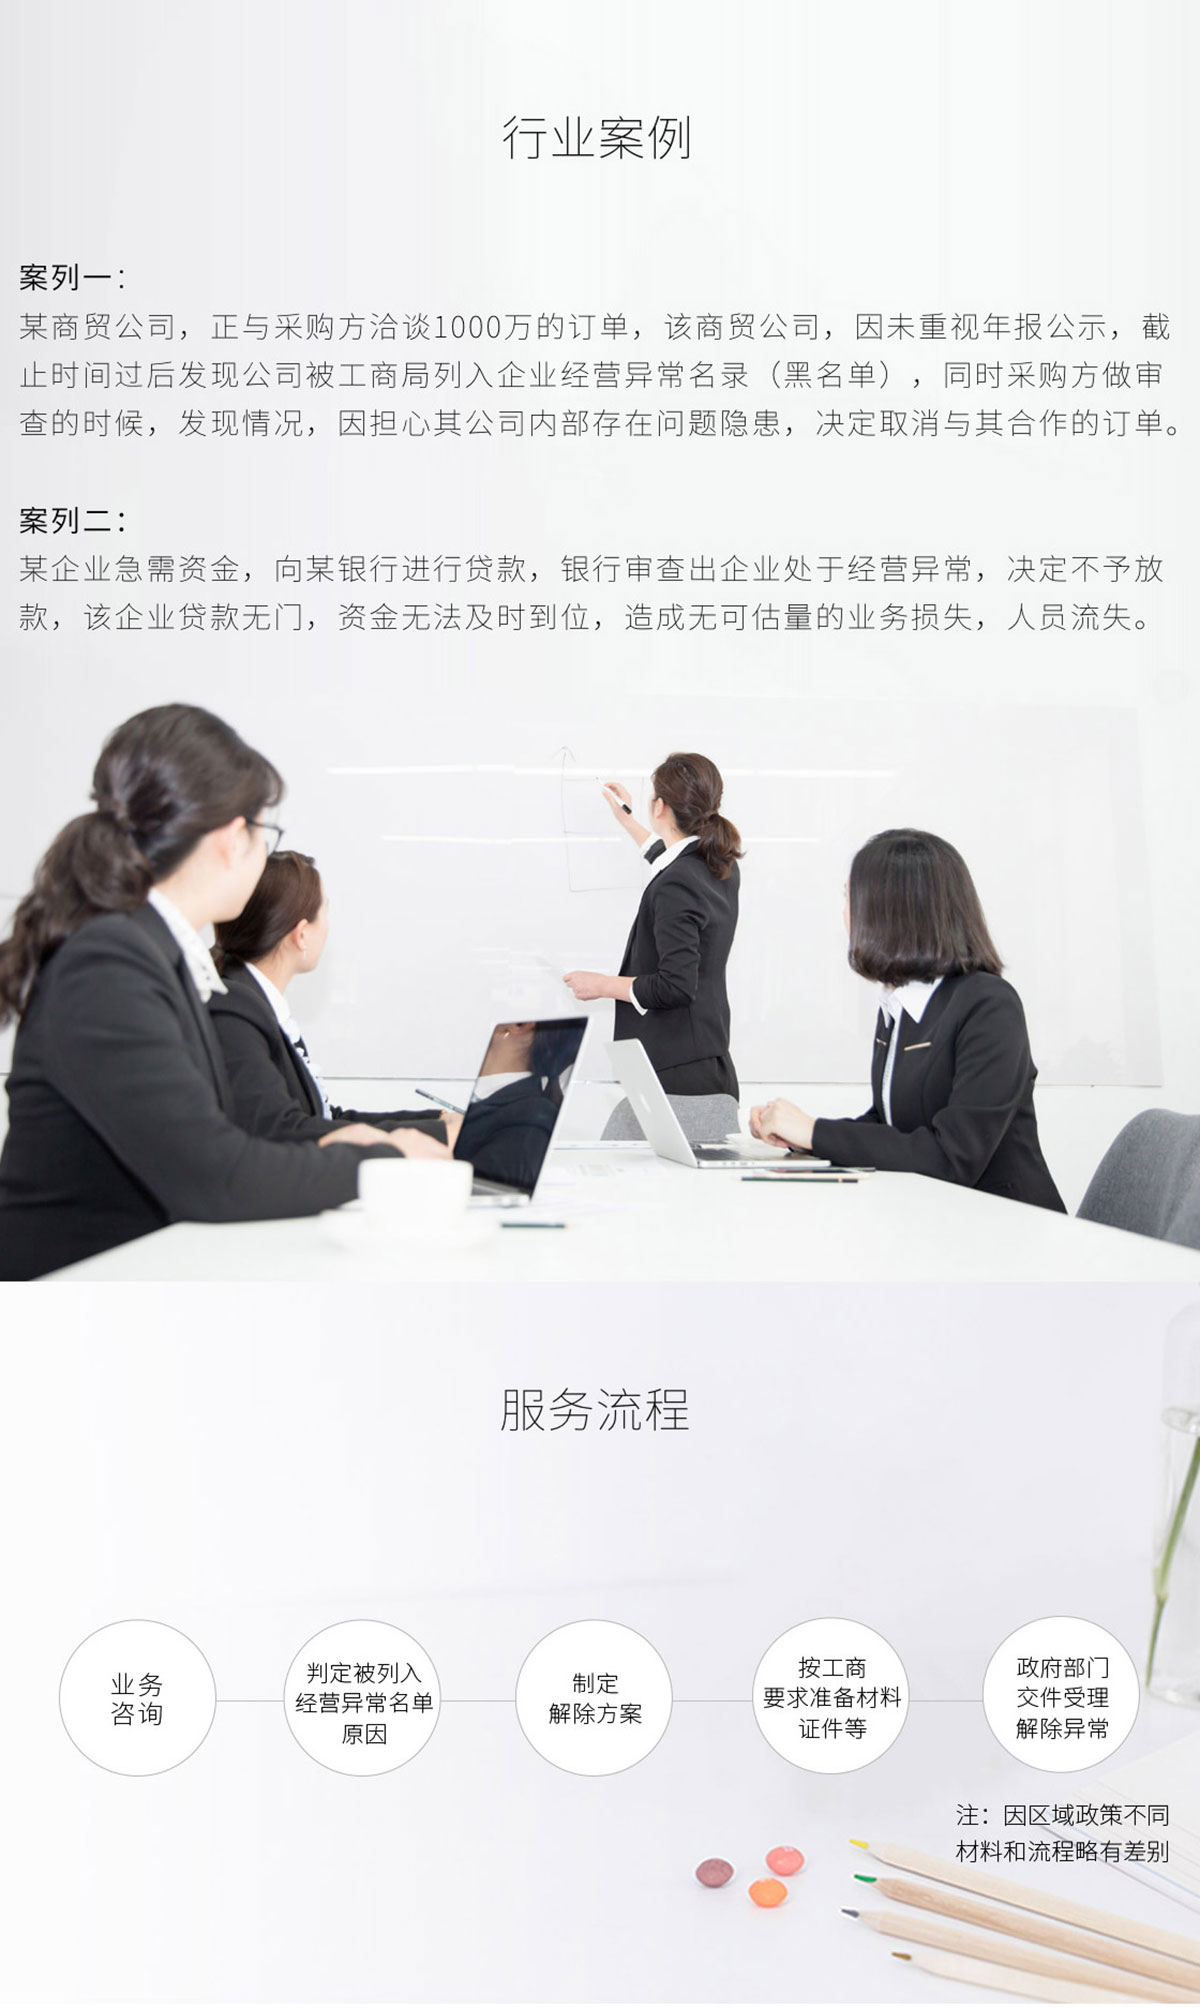 行业案例
案列一：
某商贸公司，正与采购方洽谈1000万的订单，该商贸公司，因未重视年报公示，截
止时间过后发现公司被工商局列入企业经营异常名录（黑名单），同时采购方做审
查的时候，发现情况，因担心其公司内部存在问题隐患，决定取消与其合作的订单。
案列二：
某企业急需资金，向某银行进行贷款，银行审查出企业处于经营异常，决定不予放
款，该企业贷款无门，资金无法及时到位，造成无可估量的业务损失，人员流失。
服务流程
业务
咨询
判定被列入
经营异常名单
原因
制定
解除方案
按工商
要求准备材料
证件等
政府部门
交件受理
解除异常
注：因区域政策不同
材料和流程略有差别